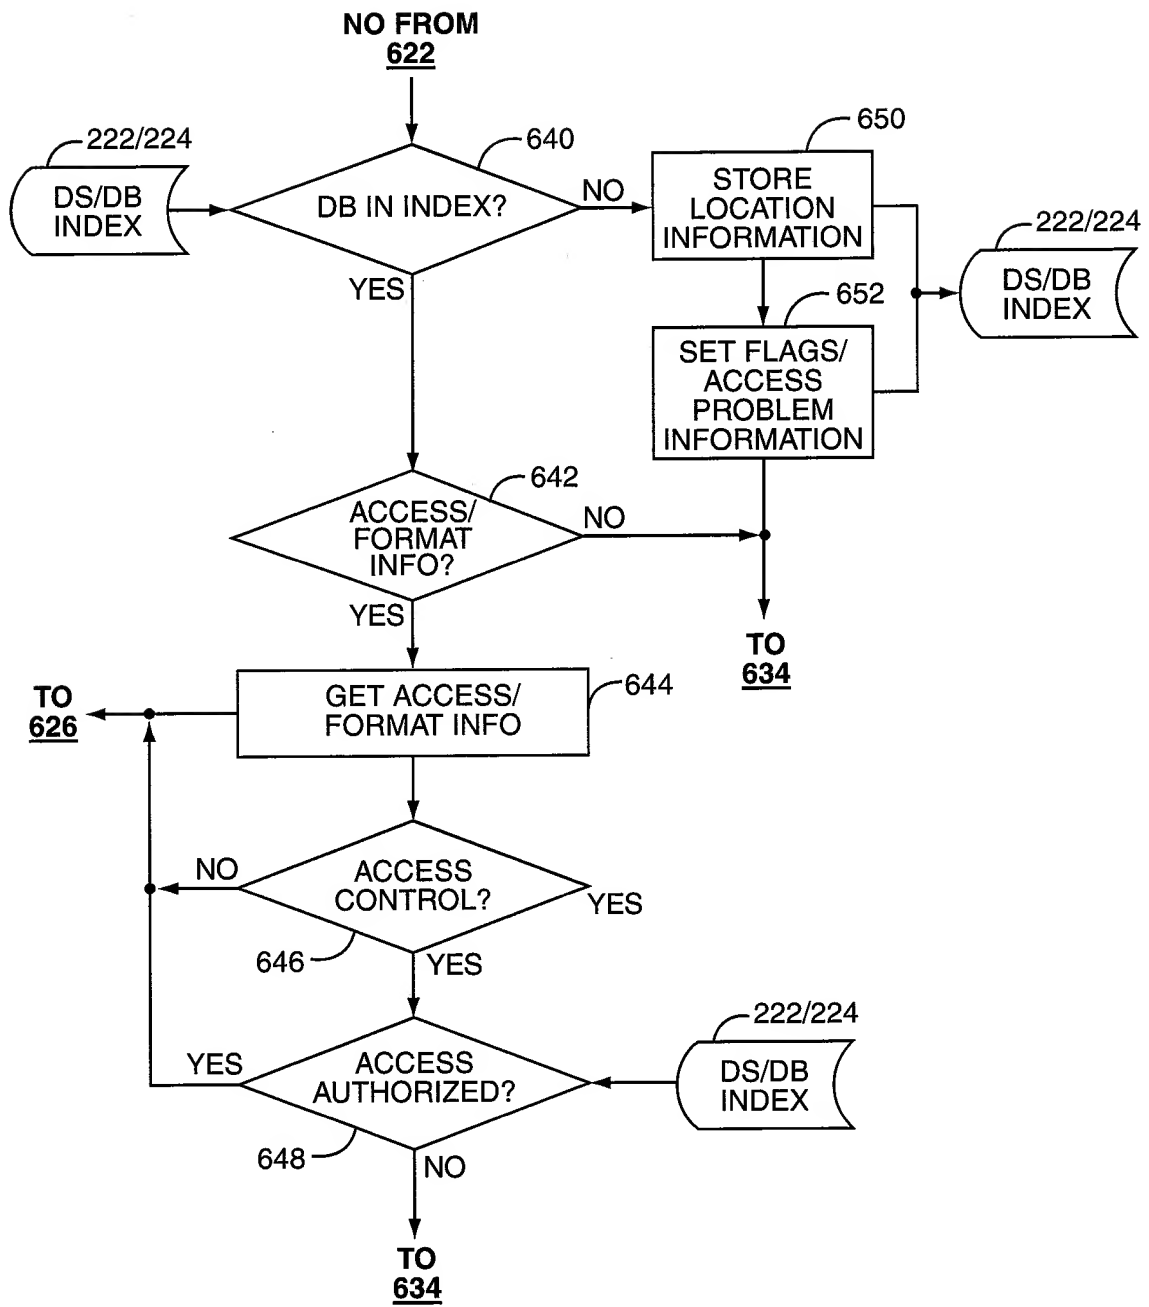 NO FROM
622
222/224
DS/DB
INDEX
640
DB IN INDEX?
NO
YES
650
STORE
LOCATION
INFORMATION
222/224
DS/DB
INDEX
652
SET FLAGS/
ACCESS
PROBLEM
INFORMATION
642
ACCESS/
FORMAT
INFO?
NO
YES
TO
634
TO
626
GET ACCESS/
FORMAT INFO
644
NO
ACCESS
CONTROL?
YES
646
YES
222/224
DS/DB
INDEX
YES
ACCESS
AUTHORIZED?
648
NO
TO
634